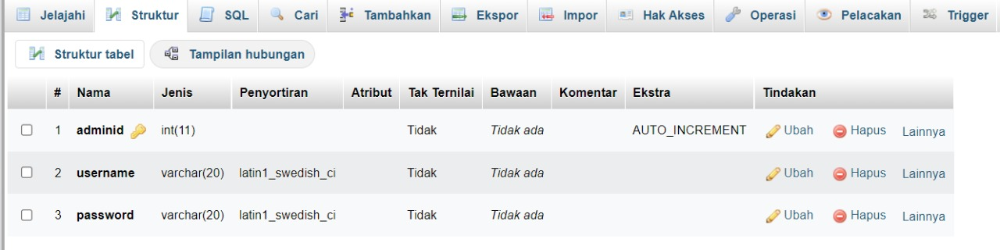 Jelajahi Struktur SQL Cari Tambahkan Ekspor Impor Hak Akses Operasi Pelacakan Trigger
Struktur tabel Tampilan hubungan
# Nama Jenis Penyortiran Atribut Tak Ternilai Bawaan Komentar Ekstra Tindakan
1 adminid int(11) Tidak Tidak ada AUTO_INCREMENT Ubah Hapus Lainnya
2 username varchar(20) latin1_swedish_ci Tidak Tidak ada Ubah Hapus Lainnya
3 password varchar(20) latin1_swedish_ci Tidak Tidak ada Ubah Hapus Lainnya